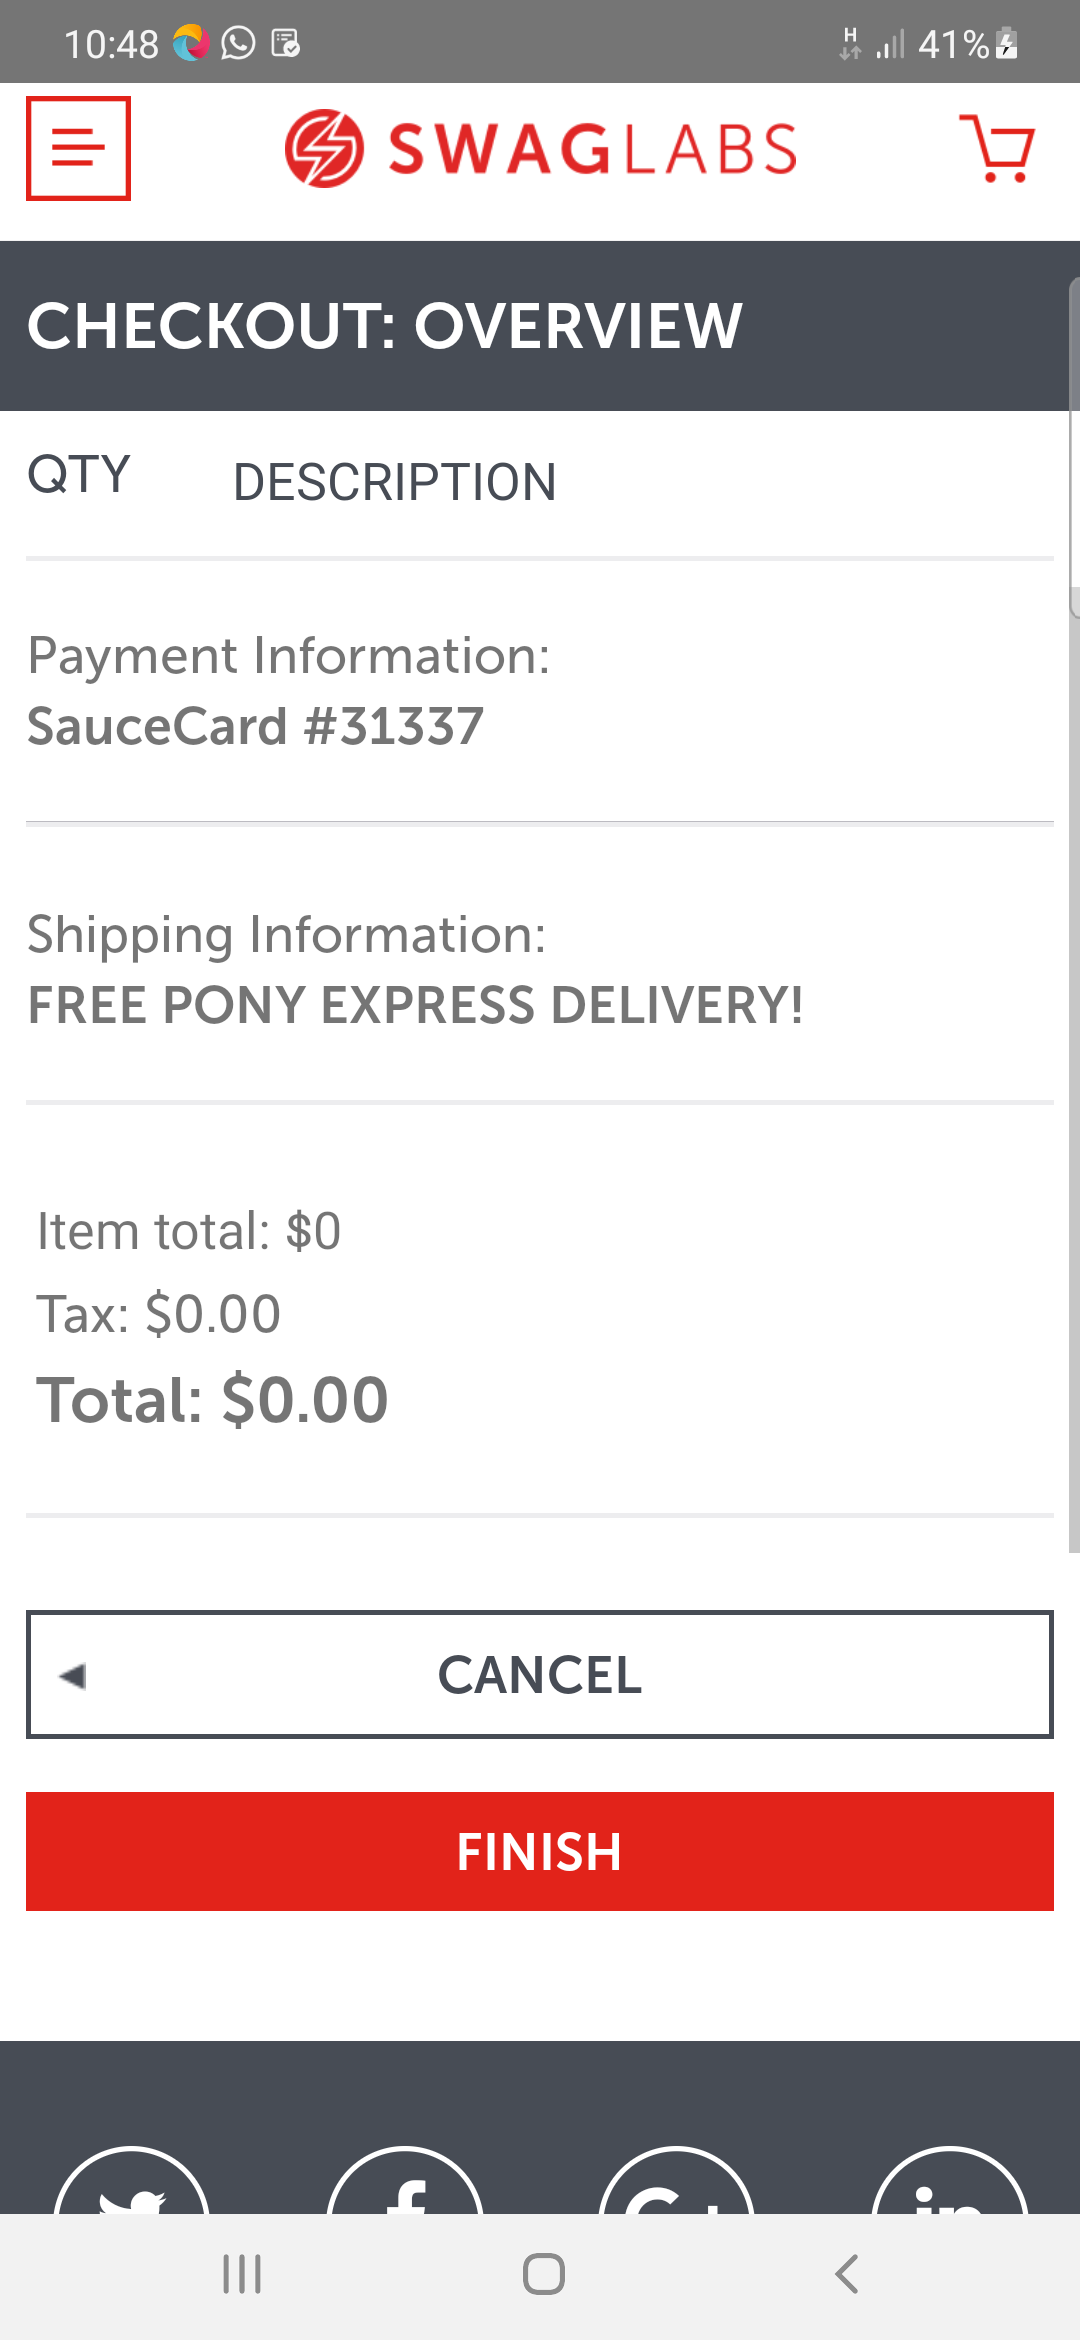 10:48 H 41%
SWAGLABS
CHECKOUT: OVERVIEW
QTY DESCRIPTION
Payment Information:
SauceCard #31337
Shipping Information:
FREE PONY EXPRESS DELIVERY!
Item total: $0
Tax: $0.00
Total: $0.00
CANCEL
FINISH